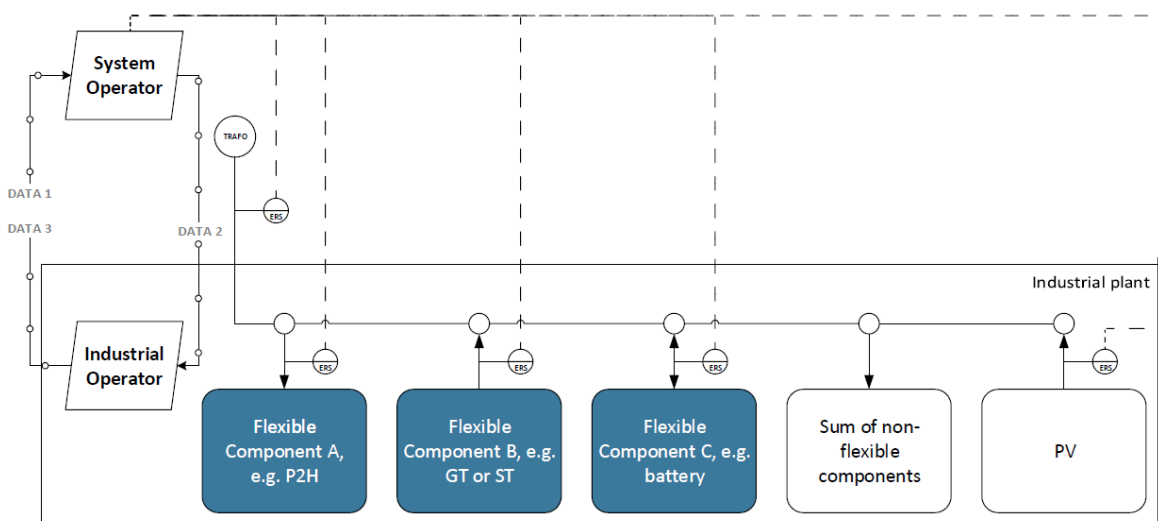 System
Operator
TRAFO
DATA 1
ERS
DATA 3
DATA 2
Industrial plant
Industrial
Operator
ERS
ERS
ERS
ERS
Flexible
Component A,
e.g. P2H
Flexible
Component B, e.g.
GT or ST
Flexible
Component C, e.g.
battery
Sum of non-
flexible
components
PV